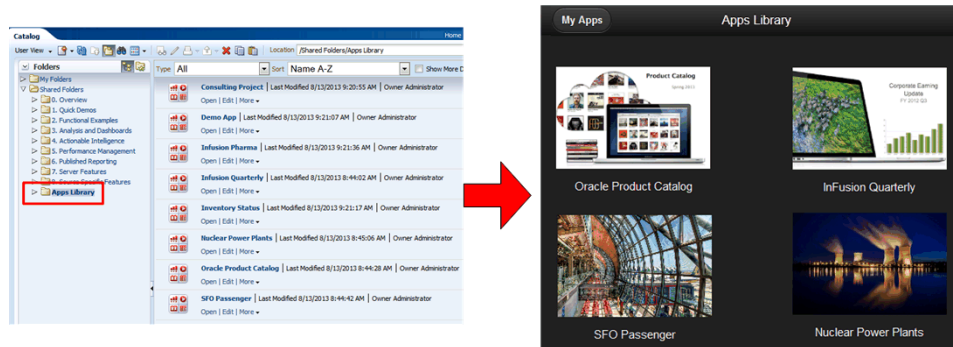 Catalog
Home
User View
Location /Shared Folders/Apps Library
Folders
Type All Sort Name A-Z Show More D
My Folders
Shared Folders
0. Overview
1. Quick Demos
2. Functional Examples
3. Analysis and Dashboards
4. Actionable Intelligence
5. Performance Management
6. Published Reporting
7. Server Features
Source Specific Features
Apps Library
Consulting Project | Last Modified 8/13/2013 9:20:55 AM | Owner Administrator
Open | Edit | More
Demo App | Last Modified 8/13/2013 9:21:07 AM | Owner Administrator
Open | Edit | More
Infusion Pharma | Last Modified 8/13/2013 9:21:36 AM | Owner Administrator
Open | Edit | More
Infusion Quarterly | Last Modified 8/13/2013 8:44:02 AM | Owner Administrator
Open | Edit | More
Inventory Status | Last Modified 8/13/2013 9:21:17 AM | Owner Administrator
Open | Edit | More
Nuclear Power Plants | Last Modified 8/13/2013 8:45:06 AM | Owner Administrator
Open | Edit | More
Oracle Product Catalog | Last Modified 8/13/2013 8:44:28 AM | Owner Administrator
Open | Edit | More
SFO Passenger | Last Modified 8/13/2013 8:44:42 AM | Owner Administrator
Open | Edit | More
My Apps
Apps Library
Product Catalog
Spring 2013
Corporate Earning
Update
FY 2012 Q3
Oracle Product Catalog
InFusion Quarterly
SFO Passenger
Nuclear Power Plants